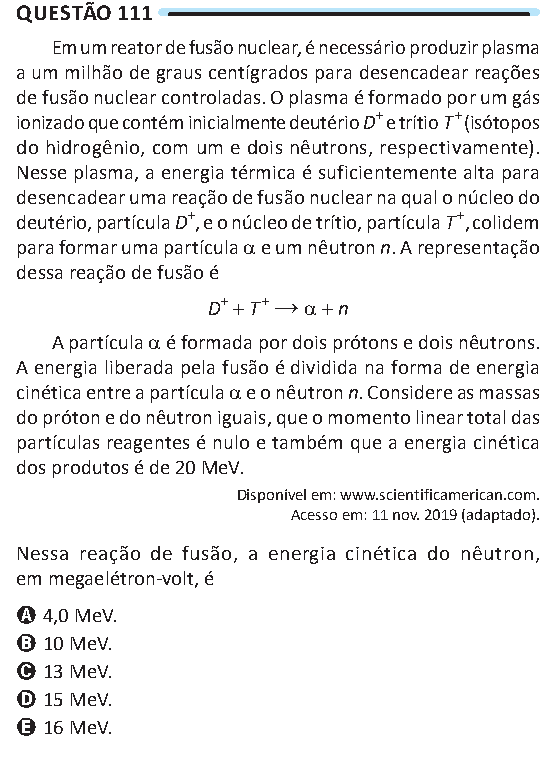 QUESTÃO 111
Em um reator de fusão nuclear, é necessário produzir plasma
a um milhão de graus centígrados para desencadear reações
de fusão nuclear controladas. O plasma é formado por um gás
ionizado que contém inicialmente deutério D⁺ e trítio T⁺ (isótopos
do hidrogênio, com um e dois nêutrons, respectivamente).
Nesse plasma, a energia térmica é suficientemente alta para
desencadear uma reação de fusão nuclear na qual o núcleo do
deutério, partícula D⁺, e o núcleo de trítio, partícula T⁺, colidem
para formar uma partícula α e um nêutron n. A representação
dessa reação de fusão é
D⁺ + T⁺ → α + n
A partícula α é formada por dois prótons e dois nêutrons.
A energia liberada pela fusão é dividida na forma de energia
cinética entre a partícula α e o nêutron n. Considere as massas
do próton e do nêutron iguais, que o momento linear total das
partículas reagentes é nulo e também que a energia cinética
dos produtos é de 20 MeV.
Disponível em: www.scientificamerican.com.
Acesso em: 11 nov. 2019 (adaptado).
Nessa reação de fusão, a energia cinética do nêutron,
em megaelétron-volt, é
A 4,0 MeV.
B 10 MeV.
C 13 MeV.
D 15 MeV.
E 16 MeV.